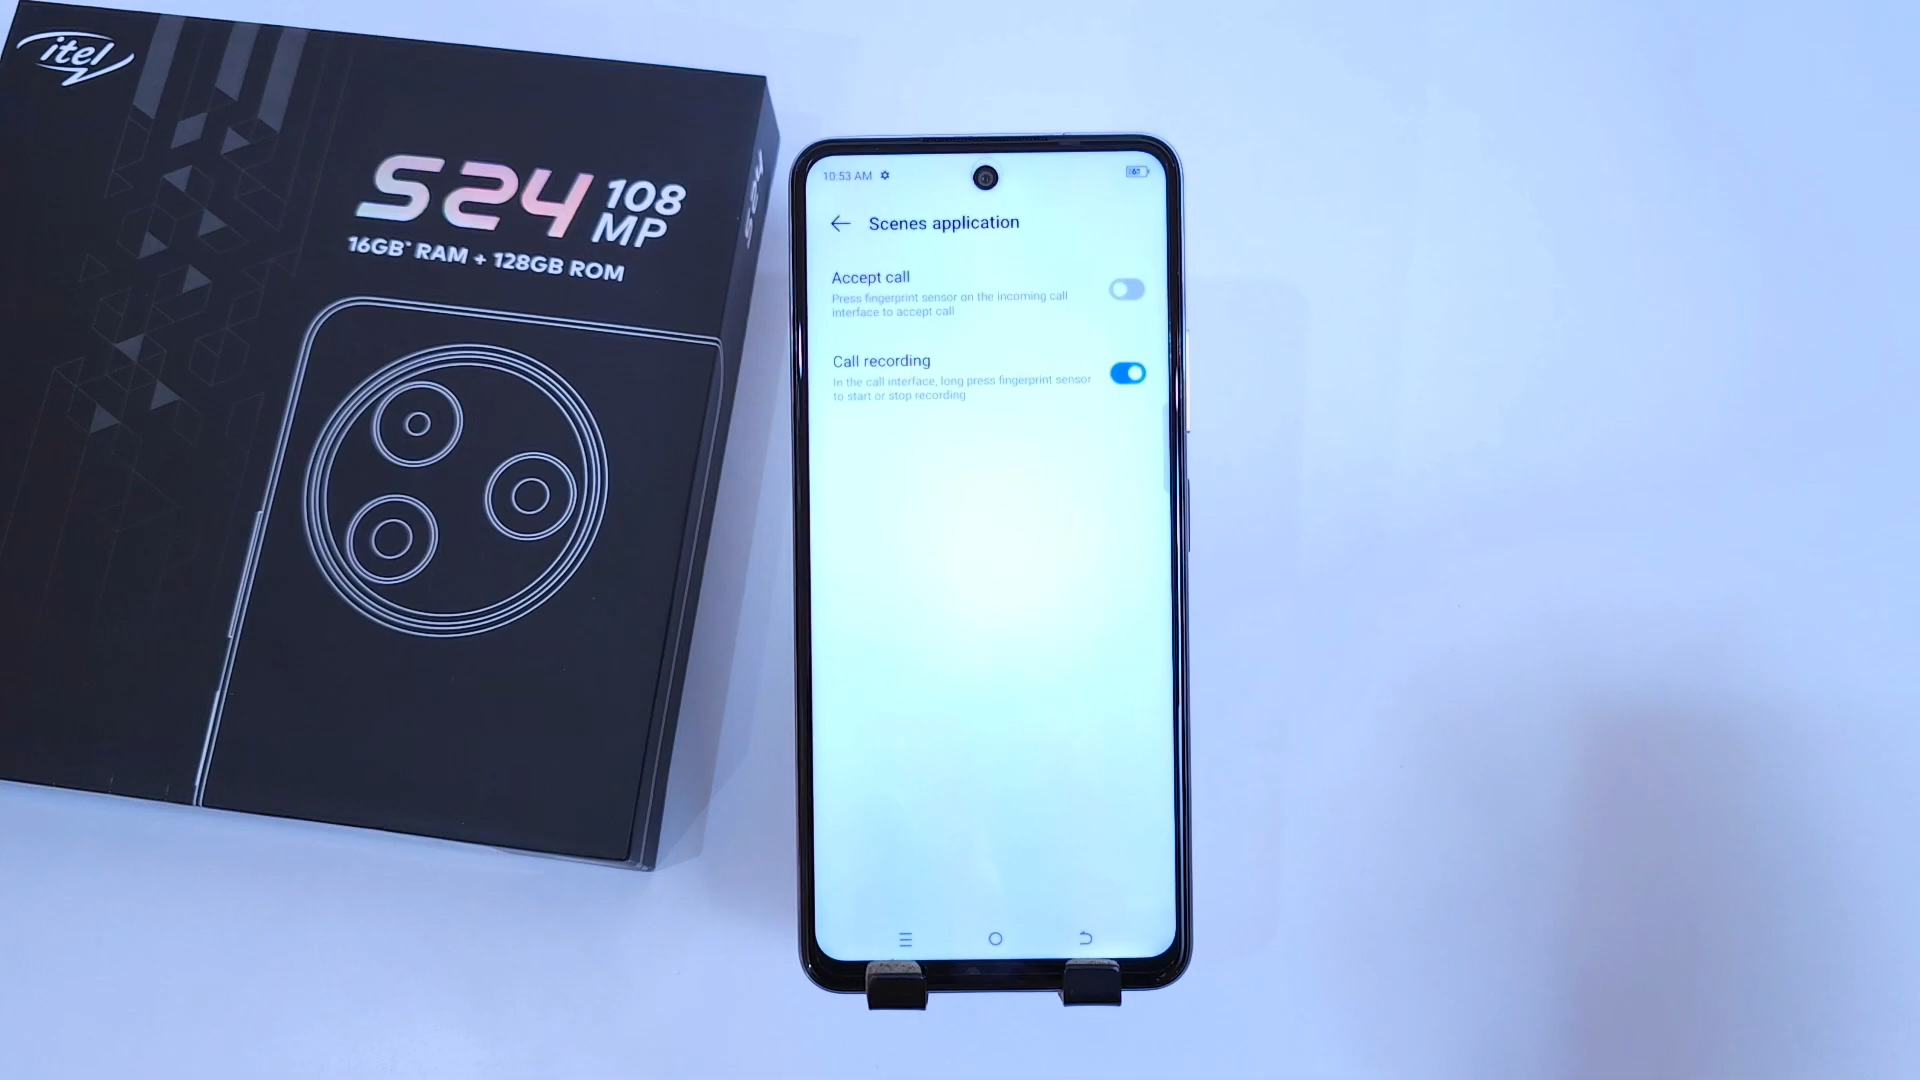 itel
S24 108
MP
16GB* RAM + 128GB ROM
S24
10:53 AM
Scenes application
Accept call
Press fingerprint sensor on the incoming call
interface to accept call
Call recording
In the call interface, long press fingerprint sensor
to start or stop recording